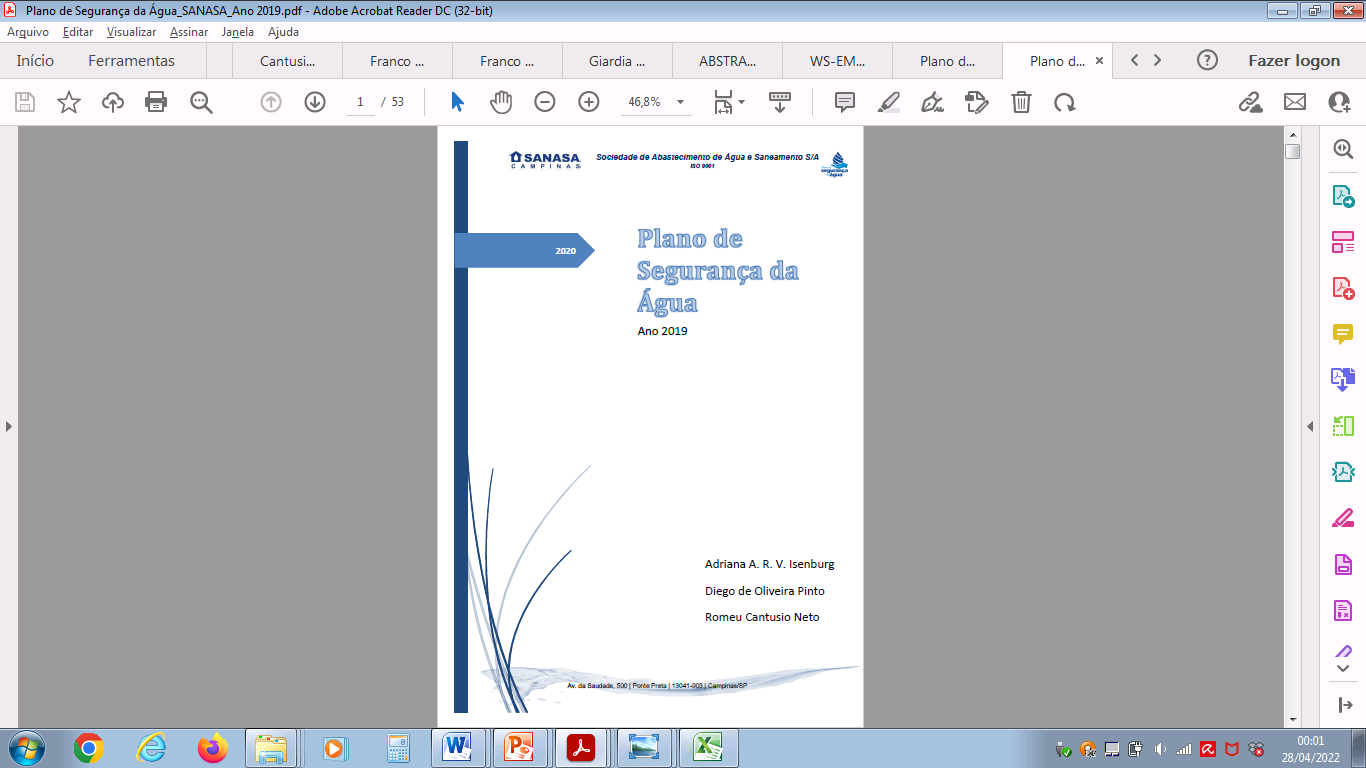 Plano de Segurança da Água_SANASA_Ano 2019.pdf - Adobe Acrobat Reader DC (32-bit)
Arquivo Editar Visualizar Assinar Janela Ajuda
Início Ferramentas Cantusi... Franco ... Franco ... Giardia ... ABSTRA... WS-EM... Plano d... Plano d... Fazer logon
1 / 53 46,8%
SANASA Sociedade de Abastecimento de Água e Saneamento S/A
CAMPINAS ISO 9001
segurança
água
2020
Plano de
Segurança da
Água
Ano 2019
Adriana A. R. V. Isenburg
Diego de Oliveira Pinto
Romeu Cantusio Neto
Av. da Saudade, 500 | Ponte Preta | 13041-903 | Campinas/SP
00:01
28/04/2022